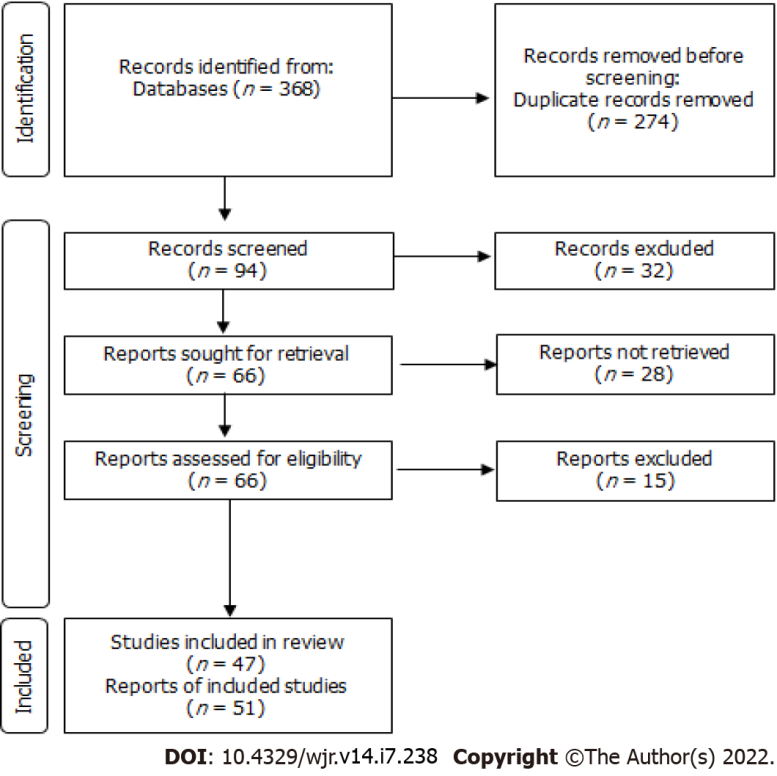 Identification
Records identified from:
Databases (n = 368)
Records removed before
screening:
Duplicate records removed
(n = 274)
Screening
Records screened
(n = 94)
Records excluded
(n = 32)
Reports sought for retrieval
(n = 66)
Reports not retrieved
(n = 28)
Reports assessed for eligibility
(n = 66)
Reports excluded
(n = 15)
Included
Studies included in review
(n = 47)
Reports of included studies
(n = 51)
DOI: 10.4329/wjr.v14.i7.238 Copyright ©The Author(s) 2022.